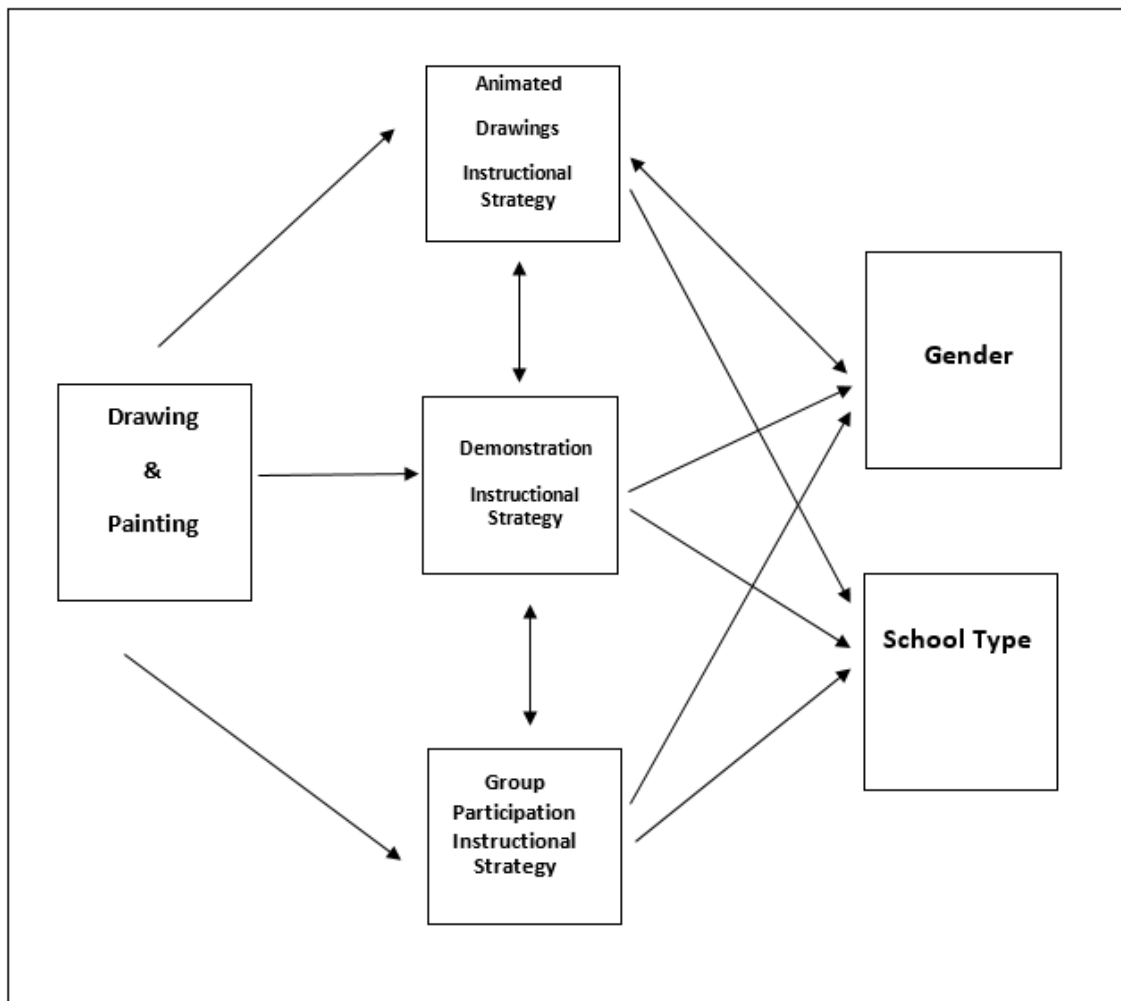 Animated
Drawings
Instructional
Strategy
Drawing
&
Painting
Demonstration
Instructional
Strategy
Group
Participation
Instructional
Strategy
Gender
School Type